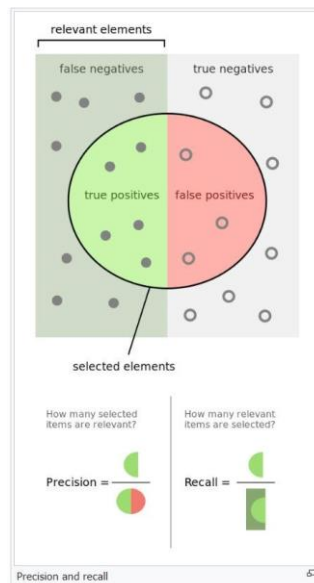 relevant elements
false negatives
true negatives
true positives
false positives
selected elements
How many selected
items are relevant?
Precision =
How many relevant
items are selected?
Recall =
Precision and recall